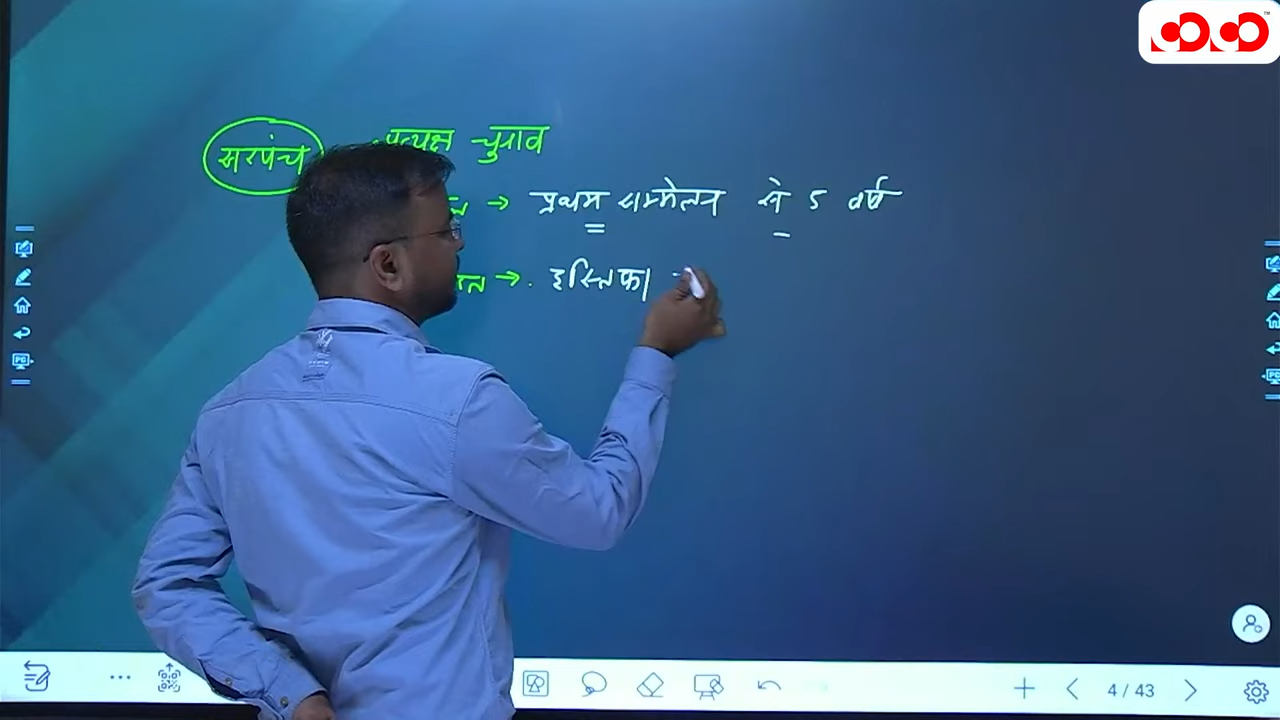 सरपंच प्रत्यक्ष चुनाव
→ प्रथम सम्मेलन से 5 वर्ष
→ . इस्तिफा
4 / 43